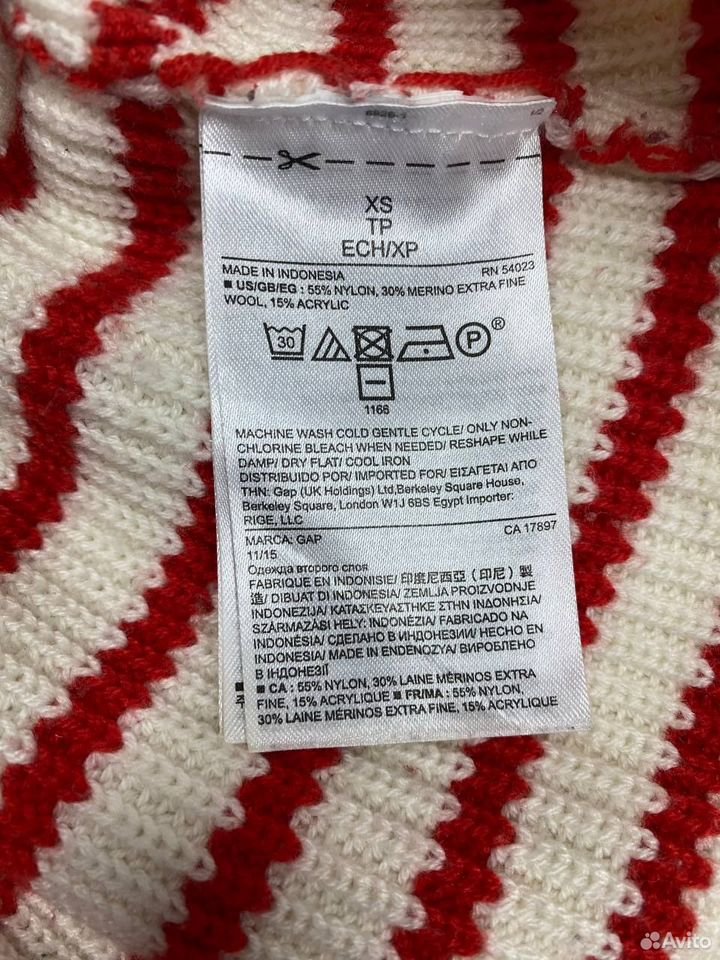 1/2
XS
TP
ECH/XP
MADE IN INDONESIA RN 54023
■ US/GB/EG : 55% NYLON, 30% MERINO EXTRA FINE
WOOL, 15% ACRYLIC
30 P ®
1166
MACHINE WASH COLD GENTLE CYCLE/ ONLY NON-
CHLORINE BLEACH WHEN NEEDED/ RESHAPE WHILE
DAMP/ DRY FLAT/ COOL IRON
DISTRIBUIDO POR/ IMPORTED FOR/ ΕΙΣΑΓΕΤΑΙ ΑΠΟ
ΤΗΝ: Gap (UK Holdings) Ltd,Berkeley Square House,
Berkeley Square, London W1J 6BS Egypt Importer:
RIGE, LLC
MARCA: GAP CA 17897
11/15
Одежда второго слоя
FABRIQUE EN INDONISIE/ 印度尼西亞 (印尼) 製
造/ DIBUAT DI INDONESIA/ ZEMLJA PROIZVODNJE
INDONEZIJA/ ΚΑΤΑΣΚΕΥΑΣΤΗΚΕ ΣΤΗΝ ΙΝΔΟΝΗΣΙΑ/
SZÁRMAZÁSI HELY: INDONÉZIA/ FABRICADO NA
INDONÉSIA/ СДЕЛАНО В ИНДОНЕЗИИ/ HECHO EN
INDONESIA/ MADE IN ENDENOZYA/ ВИРОБЛЕНО
В ІНДОНЕЗІЇ
■ CA : 55% NYLON, 30% LAINE MÉRINOS EXTRA
FINE, 15% ACRYLIQUE ■ FR/MA : 55% NYLON,
30% LAINE MÉRINOS EXTRA FINE, 15% ACRYLIQUE
Avito